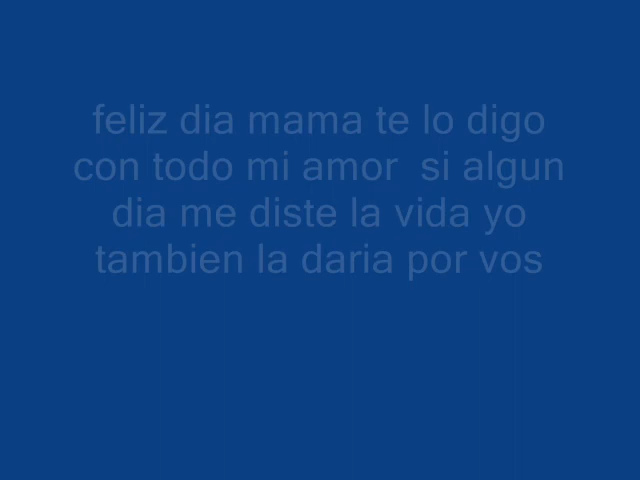 feliz dia mama te lo digo
con todo mi amor  si algun
dia me diste la vida yo
tambien la daria por vos